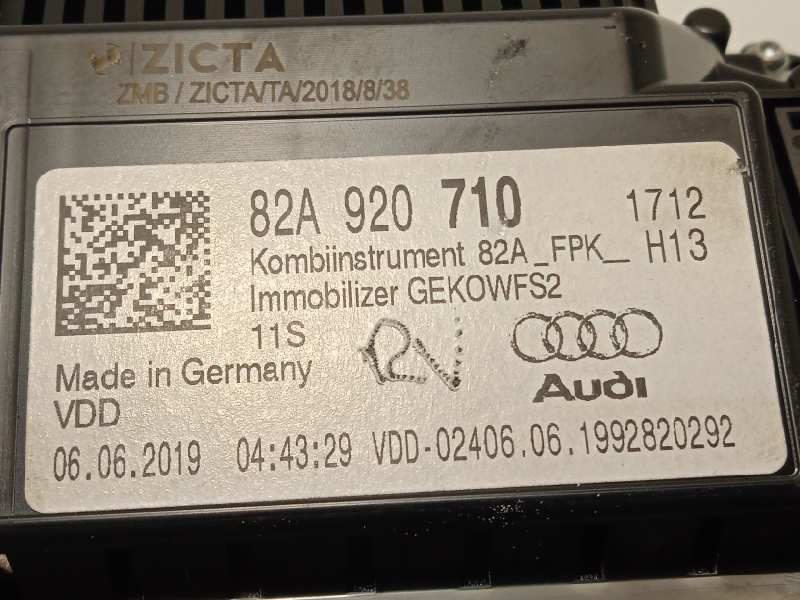 ZICTA
ZMB / ZICTA/TA/2018/8/38
82A 920 710 1712
Kombiinstrument 82A_FPK_ H13
Immobilizer GEKOWFS2
11S
Made in Germany
Audi
VDD
06.06.2019 04:43:29 VDD-02406.06.1992820292